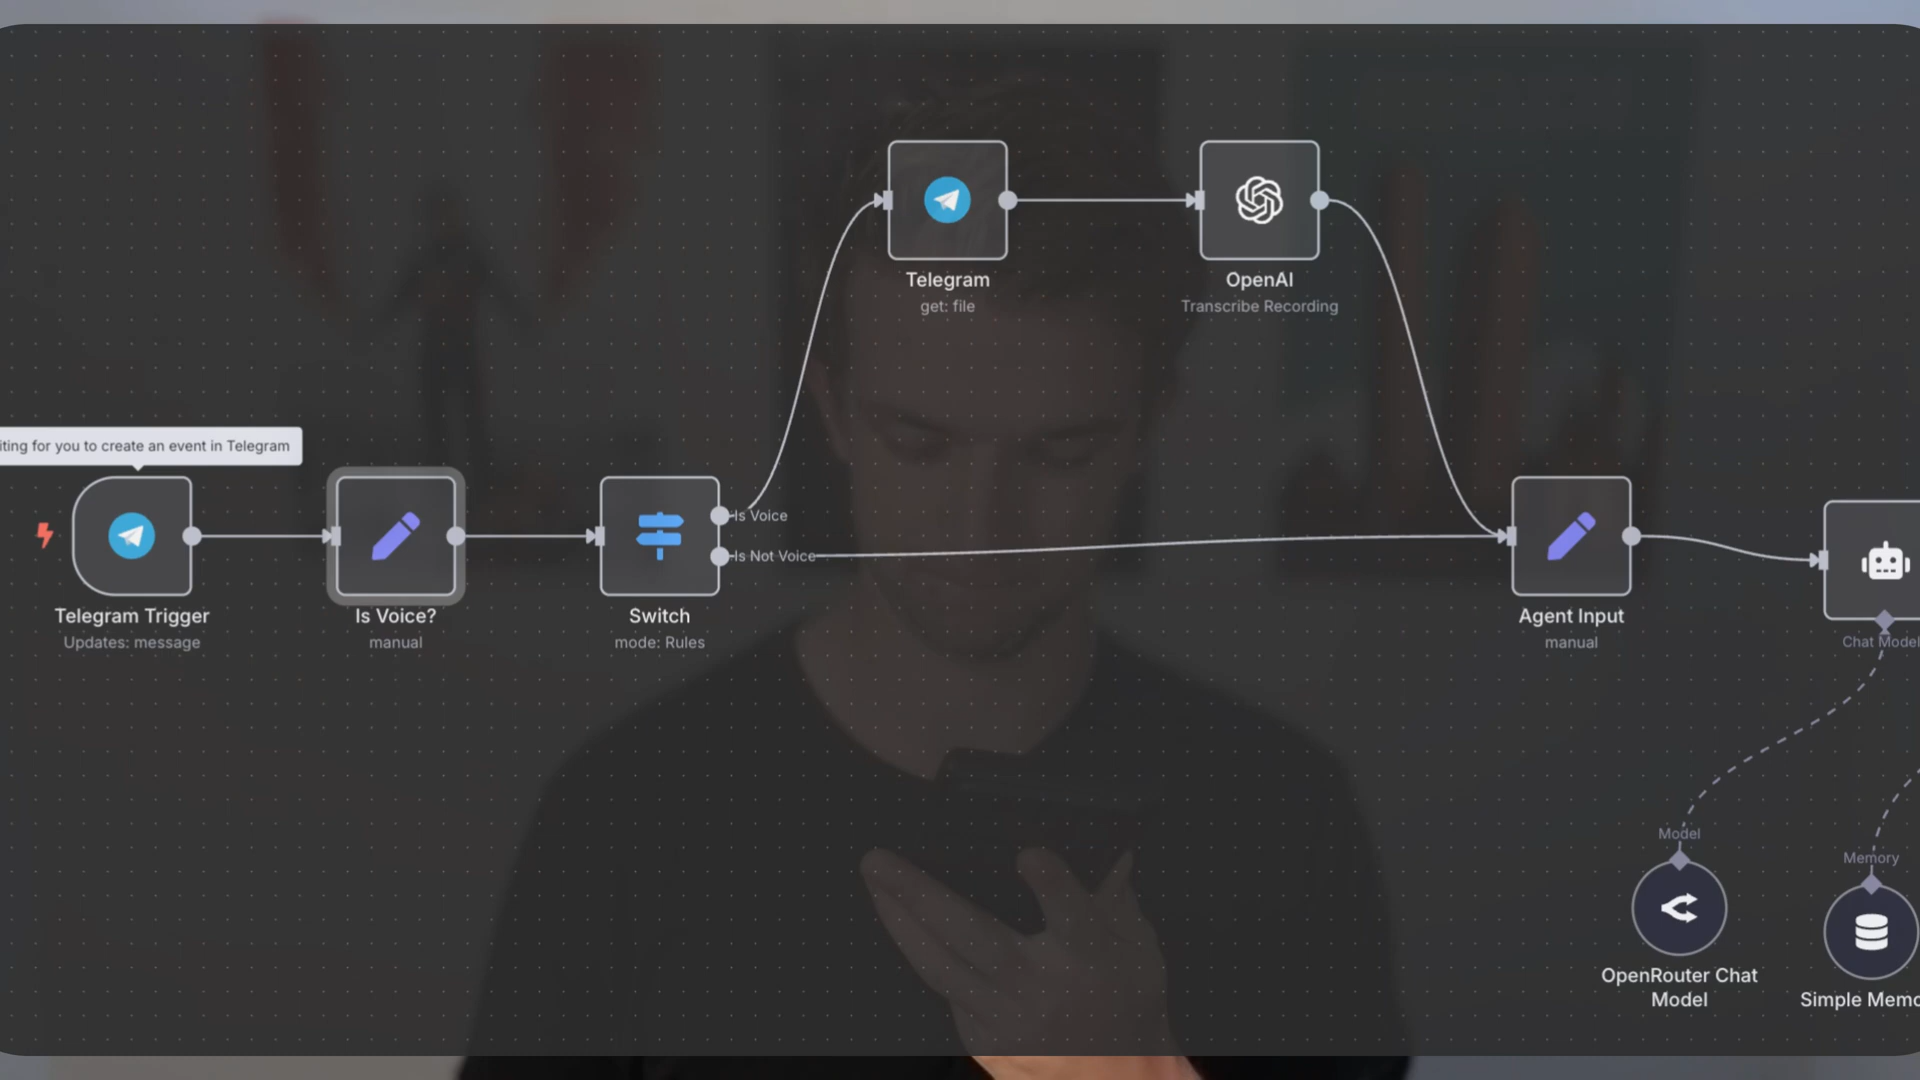 Telegram
get: file
OpenAI
Transcribe Recording
iting for you to create an event in Telegram
Is Voice
Is Not Voice
Telegram Trigger
Updates: message
Is Voice?
manual
Switch
mode: Rules
Agent Input
manual
Chat Model
Model
Memory
OpenRouter Chat
Model
Simple Memo